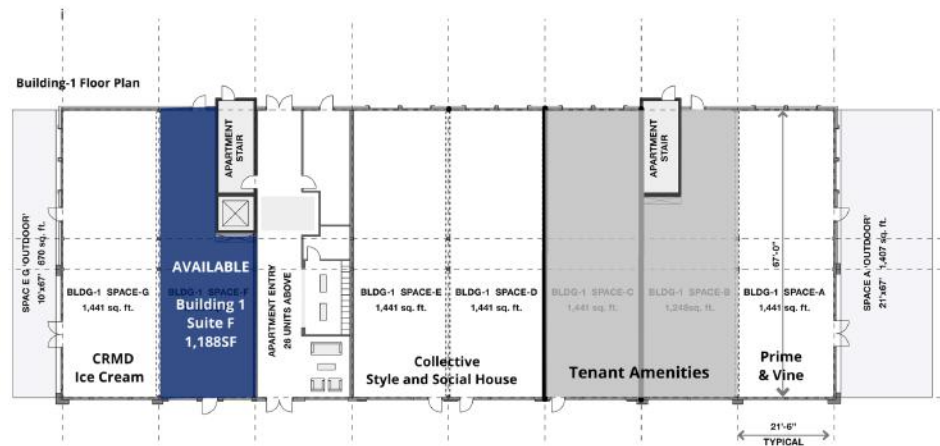 Building-1 Floor Plan
SPACE E G 'OUTDOOR'
10'x67' 670 sq. ft.
BLDG-1 SPACE-G
1,441 sq. ft.
CRMD
Ice Cream
AVAILABLE
BLDG-1 SPACE-F
Building 1
Suite F
1,188SF
APARTMENT
STAIR
APARTMENT ENTRY
26 UNITS ABOVE
BLDG-1 SPACE-E
1,441 sq. ft.
BLDG-1 SPACE-D
1,441 sq. ft.
Collective
Style and Social House
BLDG-1 SPACE-C
1,441 sq. ft.
APARTMENT
STAIR
BLDG-1 SPACE-B
1,248sq. ft.
Tenant Amenities
BLDG-1 SPACE-A
1,441 sq. ft.
Prime
& Vine
67'-0"
SPACE A 'OUTDOOR'
21'x67' 1,407 sq. ft.
21'-6"
TYPICAL